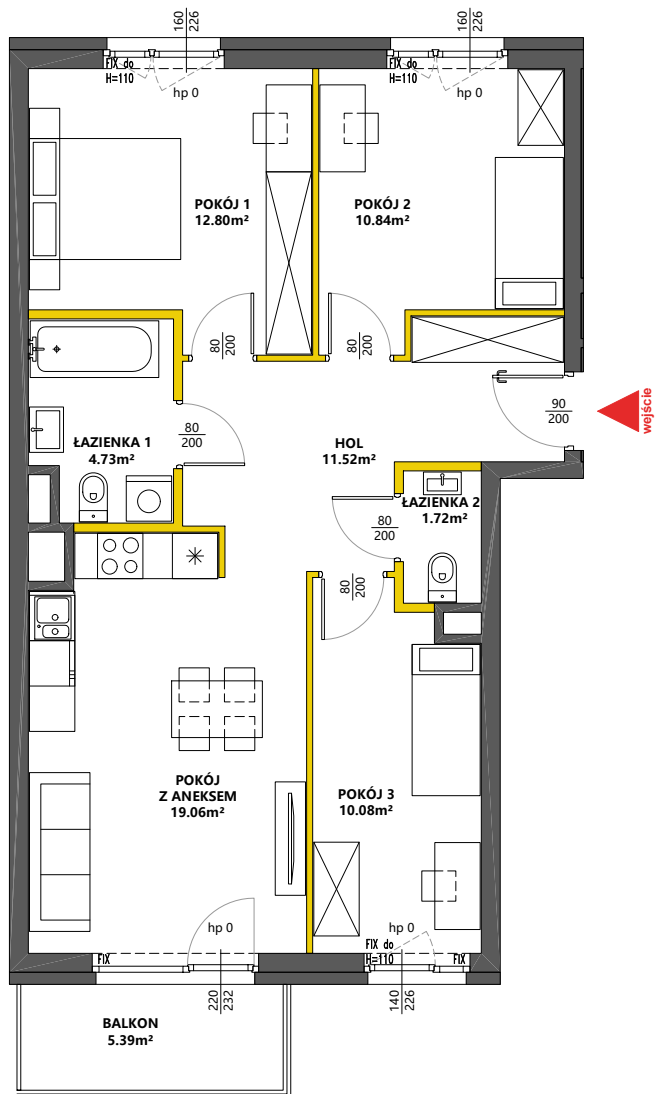 160
226
160
226
FIX do
H=110
hp 0
FIX do
H=110
hp 0
POKÓJ 1
12.80m²
POKÓJ 2
10.84m²
80
200
80
200
90
200
wejście
80
200
ŁAZIENKA 1
4.73m²
HOL
11.52m²
ŁAZIENKA 2
1.72m²
80
200
80
200
POKÓJ
Z ANEKSEM
19.06m²
POKÓJ 3
10.08m²
hp 0
hp 0
FIX
FIX do
H=110
FIX
220
232
140
226
BALKON
5.39m²